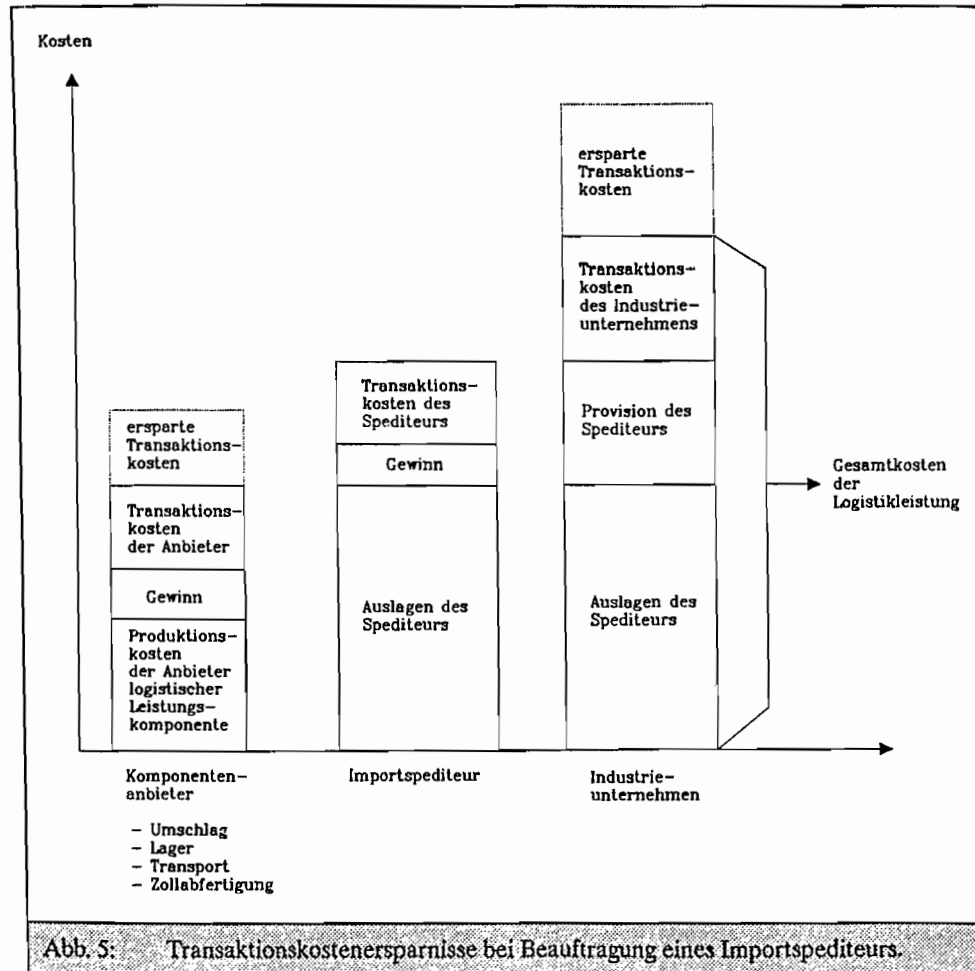 Kosten
ersparte
Transaktions-
kosten
Transaktions-
kosten
der Anbieter
Gewinn
Produktions-
kosten
der Anbieter
logistischer
Leistungs-
komponente
Transaktions-
kosten des
Spediteurs
Gewinn
Auslagen des
Spediteurs
ersparte
Transaktions-
kosten
Transaktions-
kosten
des Industrie-
unternehmens
Provision des
Spediteurs
Auslagen des
Spediteurs
Gesamtkosten
der
Logistikleistung
Komponenten-
anbieter
- Umschlag
- Lager
- Transport
- Zollabfertigung
Importspediteur
Industrie-
unternehmen
Abb. 5: Transaktionskostenersparnisse bei Beauftragung eines Importspediteurs.